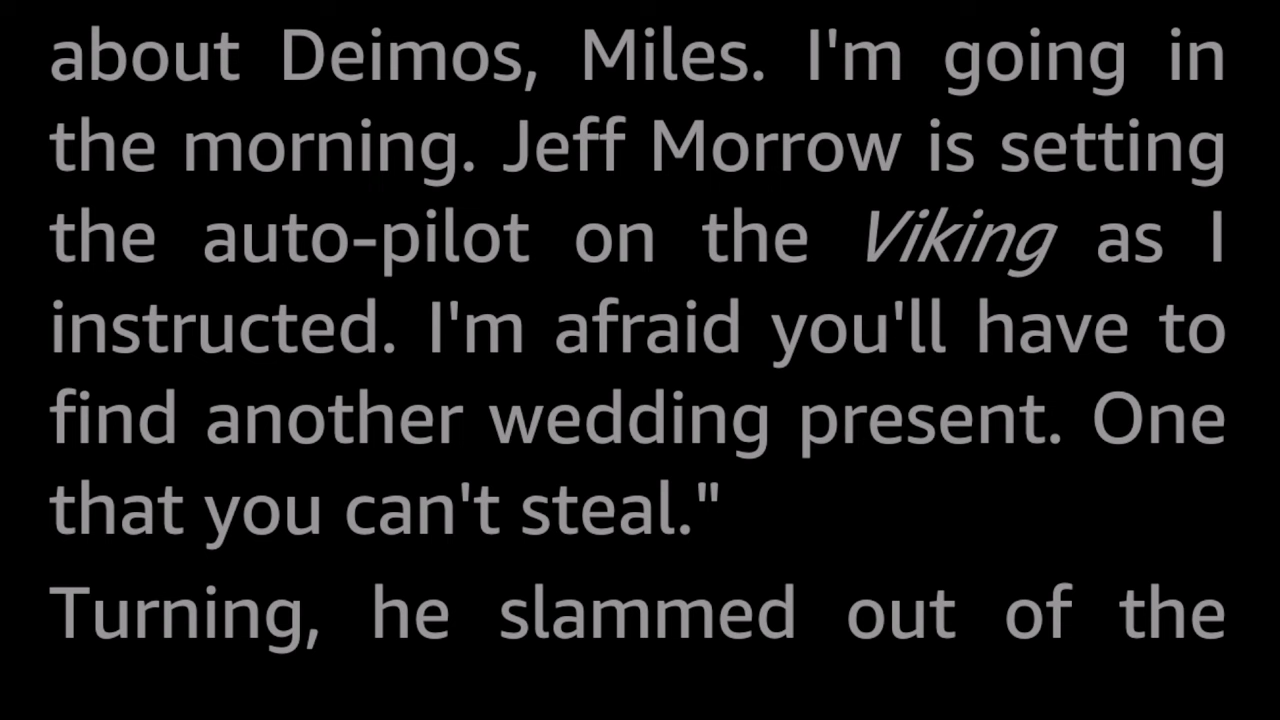 about Deimos, Miles. I'm going in
the morning. Jeff Morrow is setting
the auto-pilot on the Viking as I
instructed. I'm afraid you'll have to
find another wedding present. One
that you can't steal."
Turning, he slammed out of the